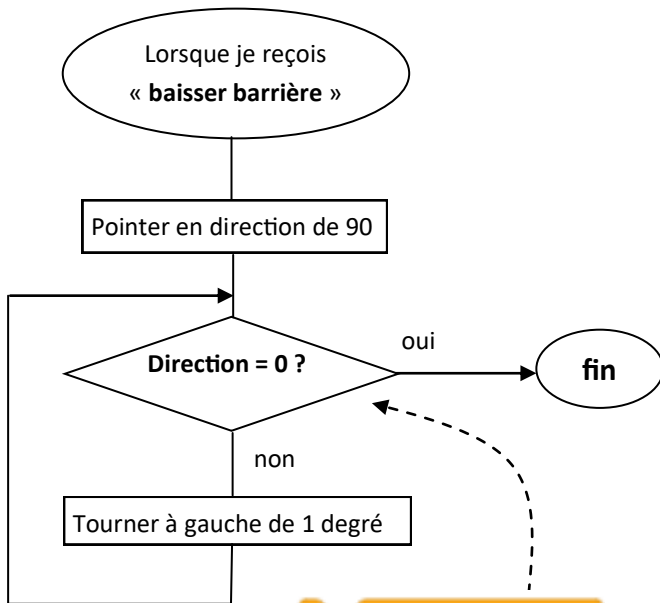 Lorsque je reçois
« baisser barrière »
Pointer en direction de 90
Direction = 0 ?
oui
fin
non
Tourner à gauche de 1 degré